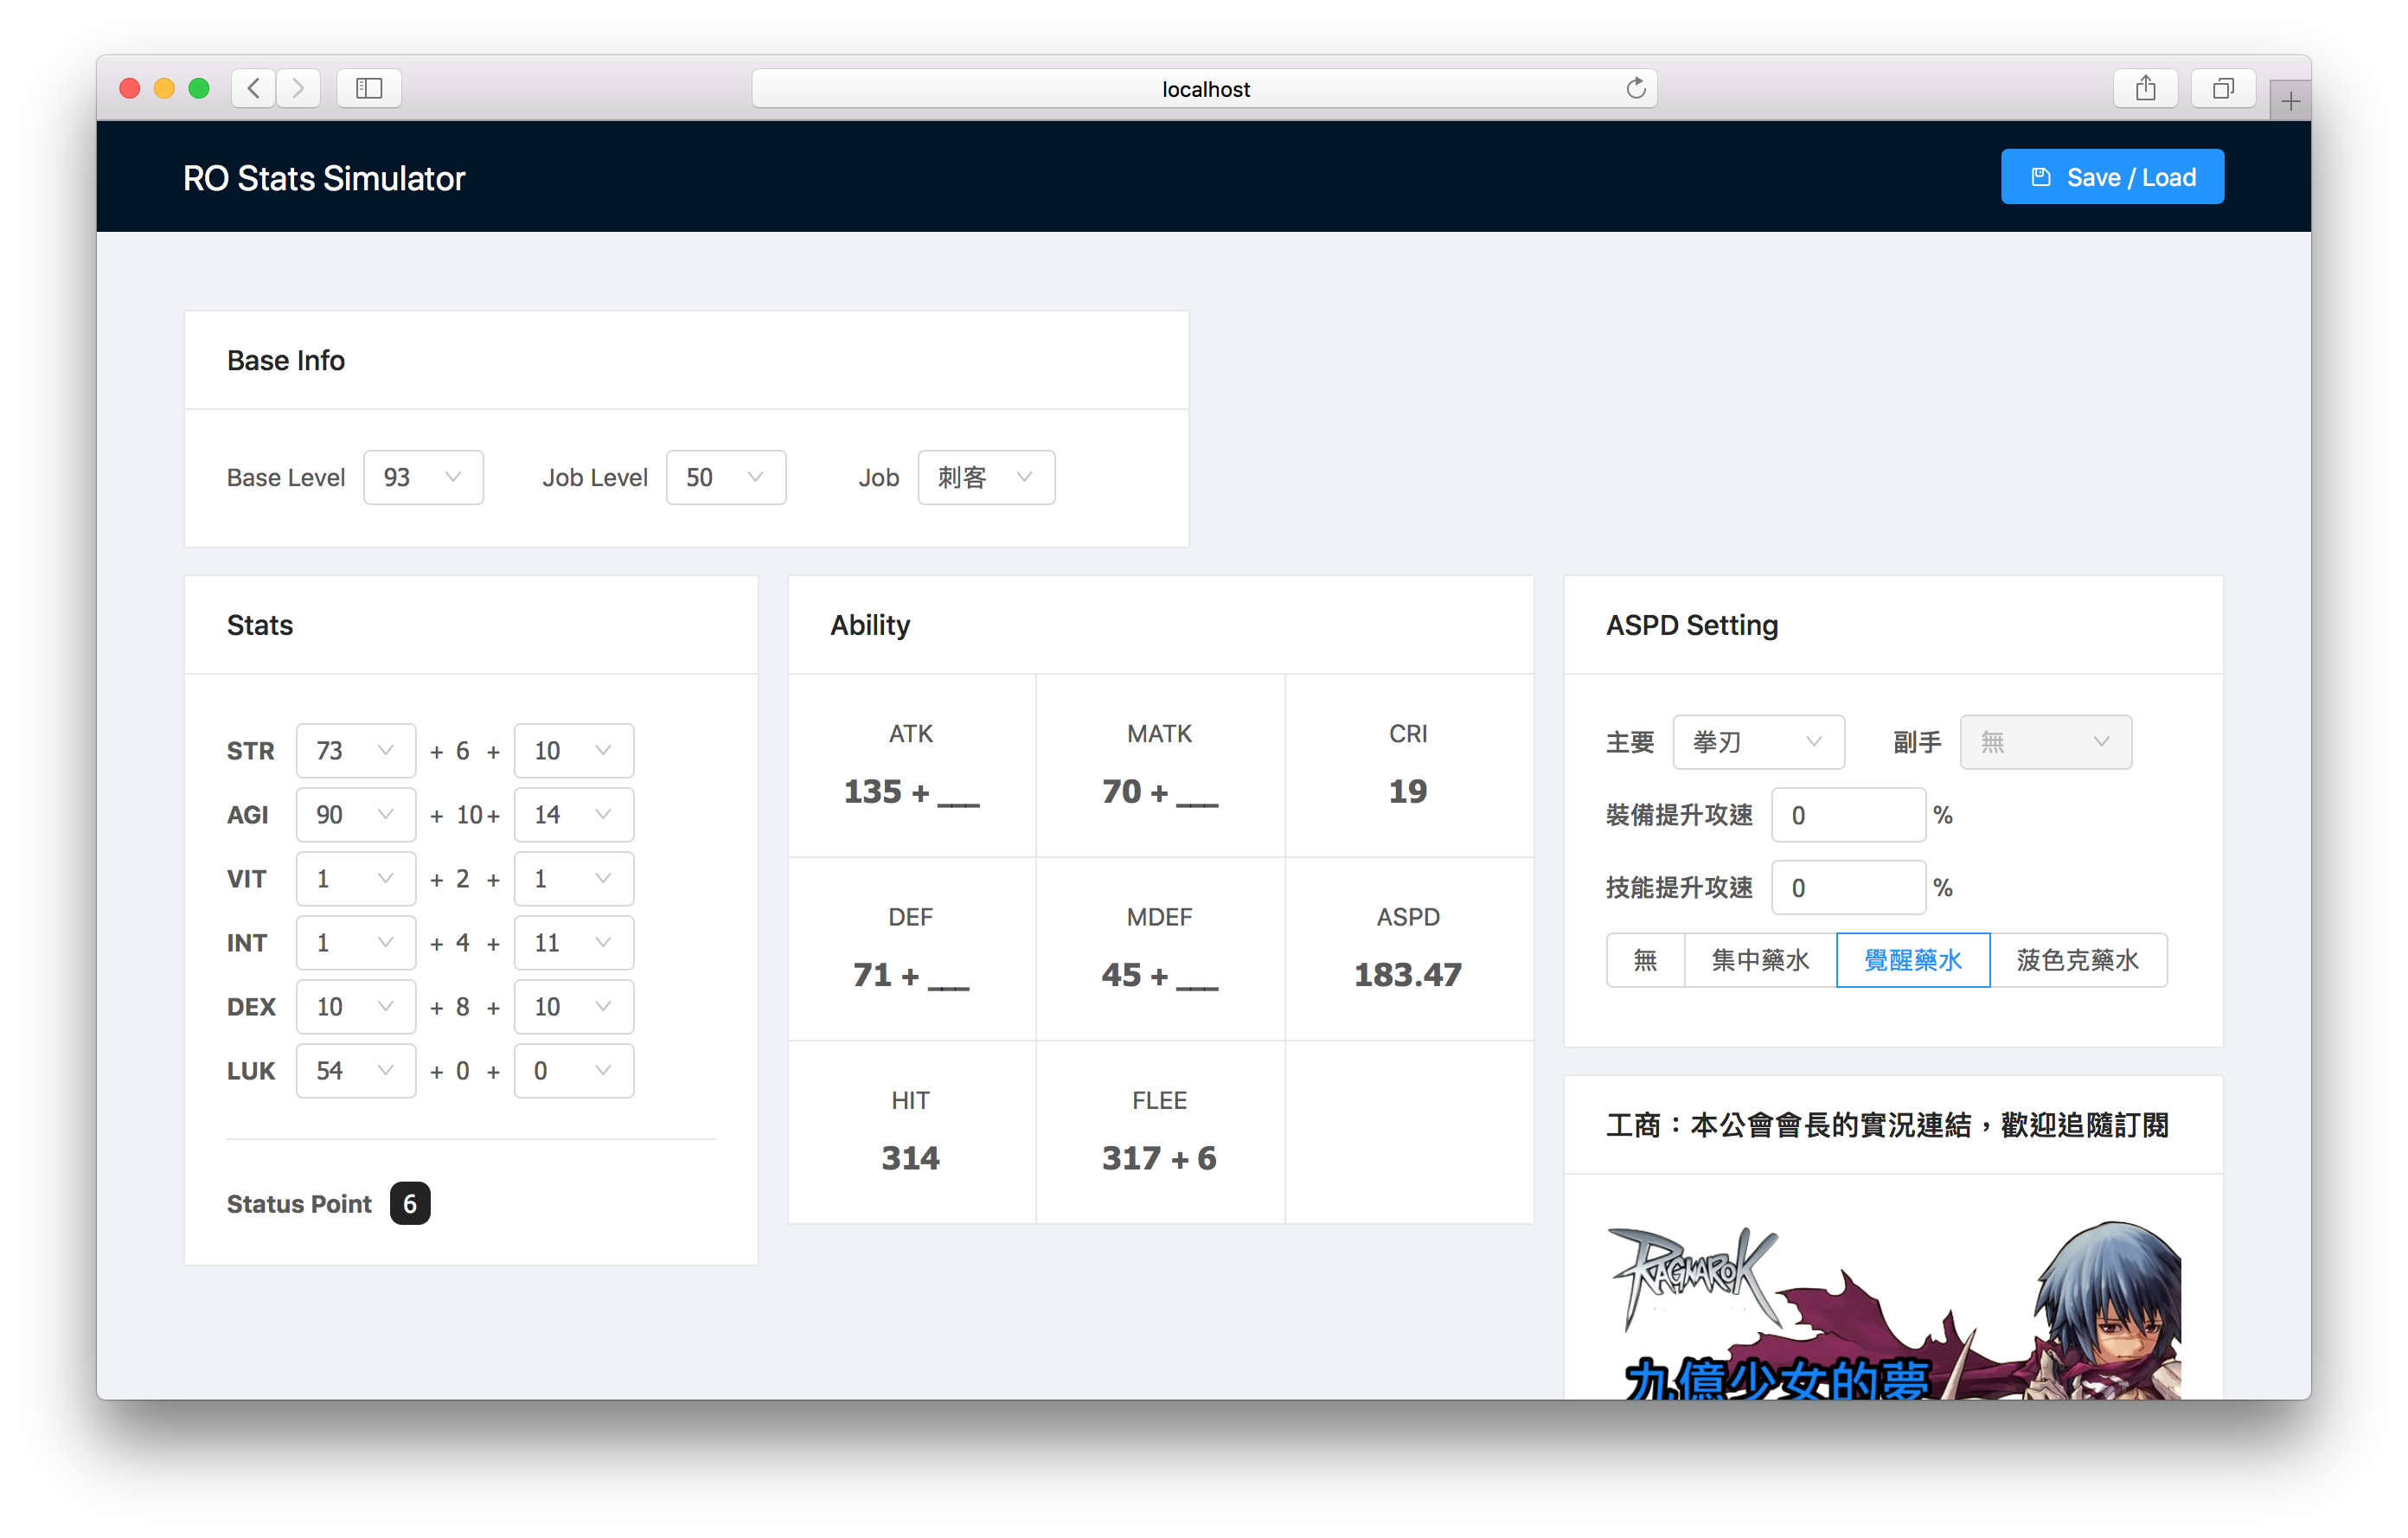 localhost
RO Stats Simulator
Save / Load
Base Info
Base Level 93 Job Level 50 Job 刺客
Stats
STR 73 + 6 + 10
AGI 90 + 10 + 14
VIT 1 + 2 + 1
INT 1 + 4 + 11
DEX 10 + 8 + 10
LUK 54 + 0 + 0
Status Point 6
Ability
ATK MATK CRI
135 + ___ 70 + ___ 19
DEF MDEF ASPD
71 + ___ 45 + ___ 183.47
HIT FLEE
314 317 + 6
ASPD Setting
主要 拳刃 副手 無
裝備提升攻速 0 %
技能提升攻速 0 %
無 集中藥水 覺醒藥水 菠色克藥水
工商：本公會會長的實況連結，歡迎追隨訂閱
RAGNAROK
九億少女的夢